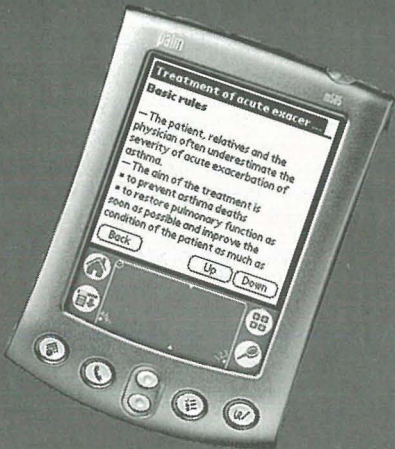 palm
m515
Treatment of acute exacer ...
Basic rules
— The patient, relatives and the
physician often underestimate the
severity of acute exacerbation of
asthma.
— The aim of the treatment is
▪ to prevent asthma deaths
▪ to restore pulmonary function as
soon as possible and improve the
condition of the patient as much as
Back
Up
Down